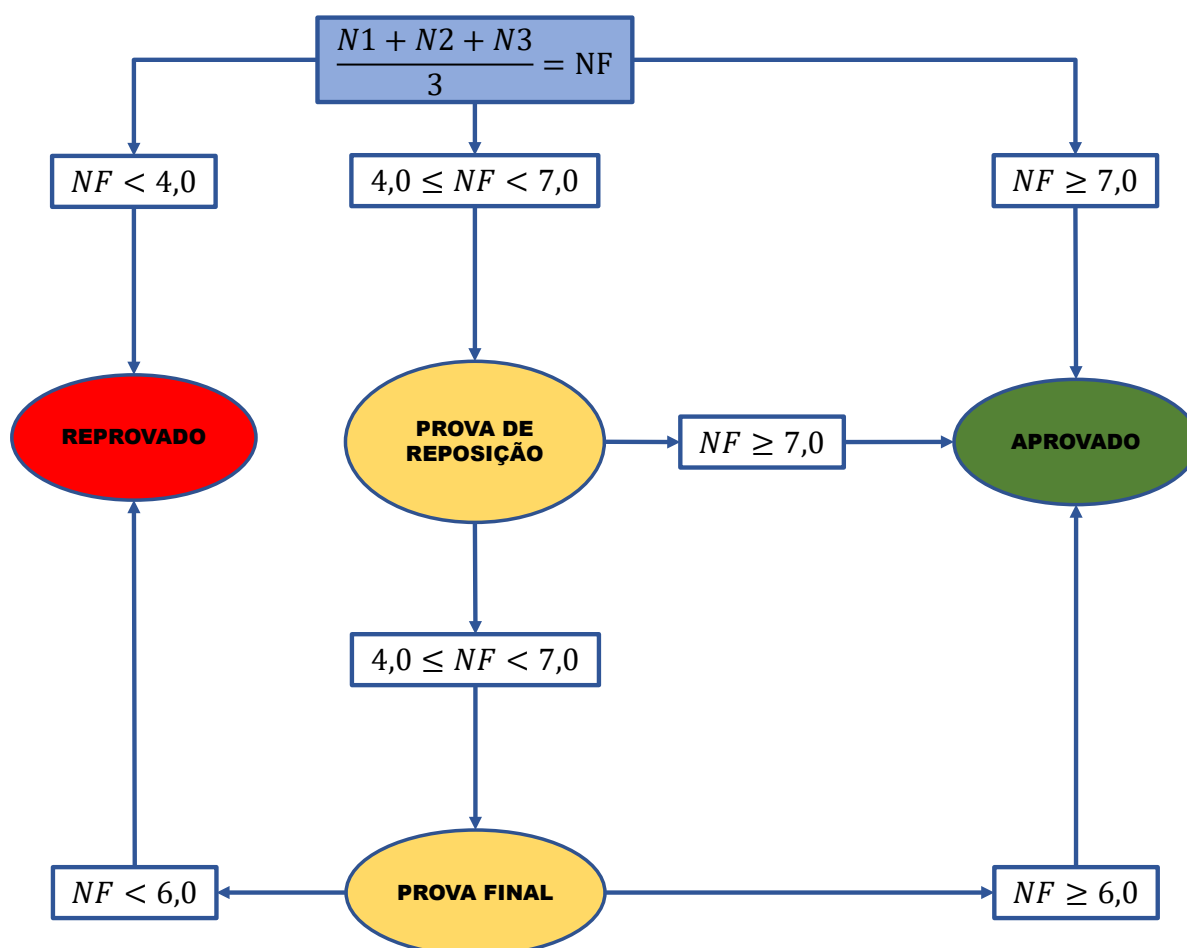 N1 + N2 + N3
3
= NF
NF < 4,0
4,0 ≤ NF < 7,0
NF ≥ 7,0
REPROVADO
PROVA DE
REPOSIÇÃO
NF ≥ 7,0
APROVADO
4,0 ≤ NF < 7,0
NF < 6,0
PROVA FINAL
NF ≥ 6,0